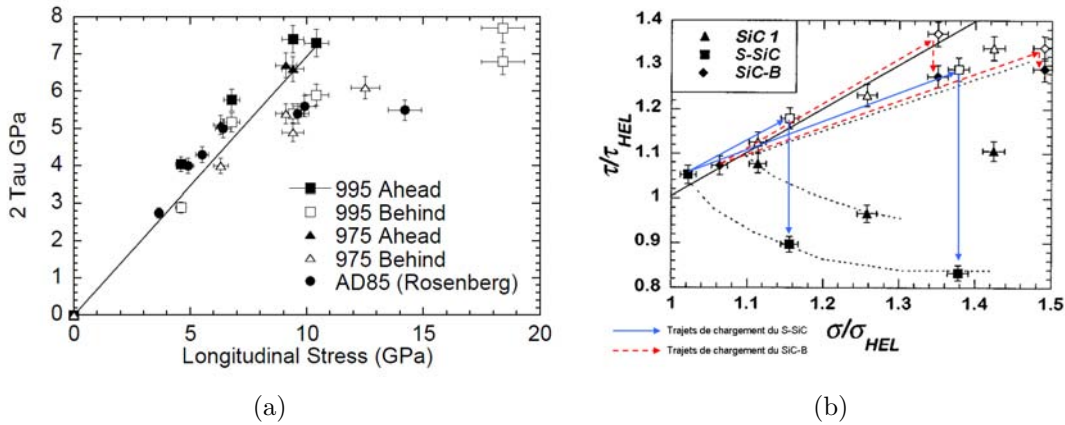 8
7
6
5
4
3
2
1
0
2 Tau GPa
995 Ahead
995 Behind
975 Ahead
975 Behind
AD85 (Rosenberg)
0 5 10 15 20
Longitudinal Stress (GPa)
(a)
1.4
1.3
1.2
1.1
1
0.9
0.8
τ/τHEL
SiC 1
S-SiC
SiC-B
1 1.1 1.2 1.3 1.4 1.5
σ/σHEL
Trajets de chargement du S-SiC
Trajets de chargement du SiC-B
(b)